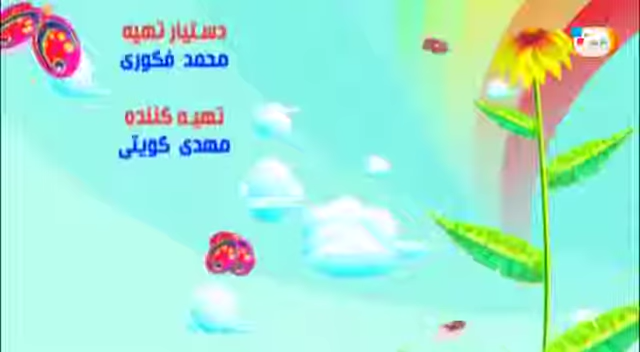 دستیار تهیه
محمد فکوری
تهیه کننده
مهدی کویتی